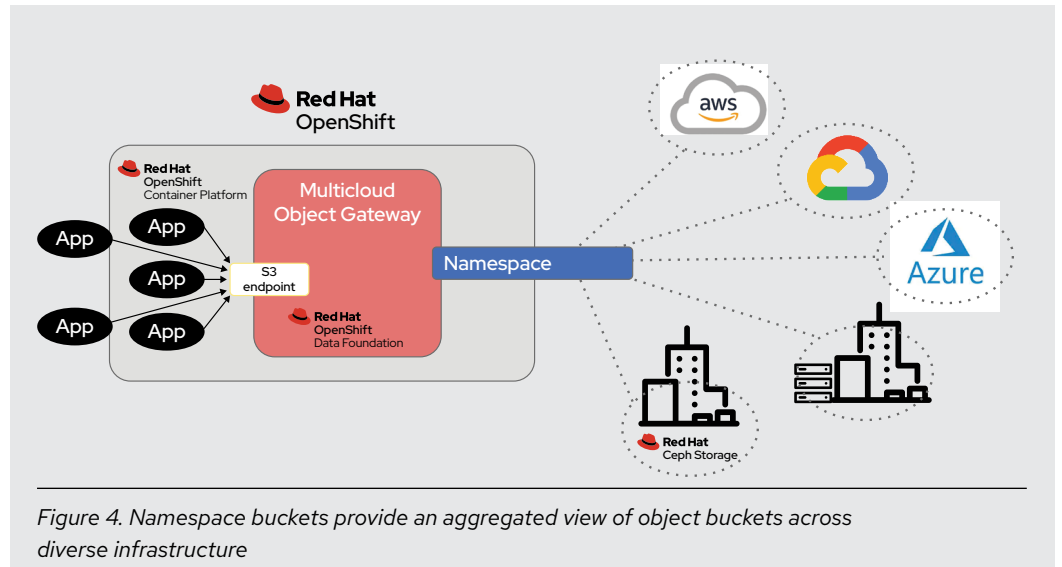 Red Hat
OpenShift
aws
Red Hat
OpenShift
Container Platform
Multicloud
Object Gateway
App
App
App
App
App
S3
endpoint
Namespace
Azure
Red Hat
OpenShift
Data Foundation
Red Hat
Ceph Storage
Figure 4. Namespace buckets provide an aggregated view of object buckets across
diverse infrastructure